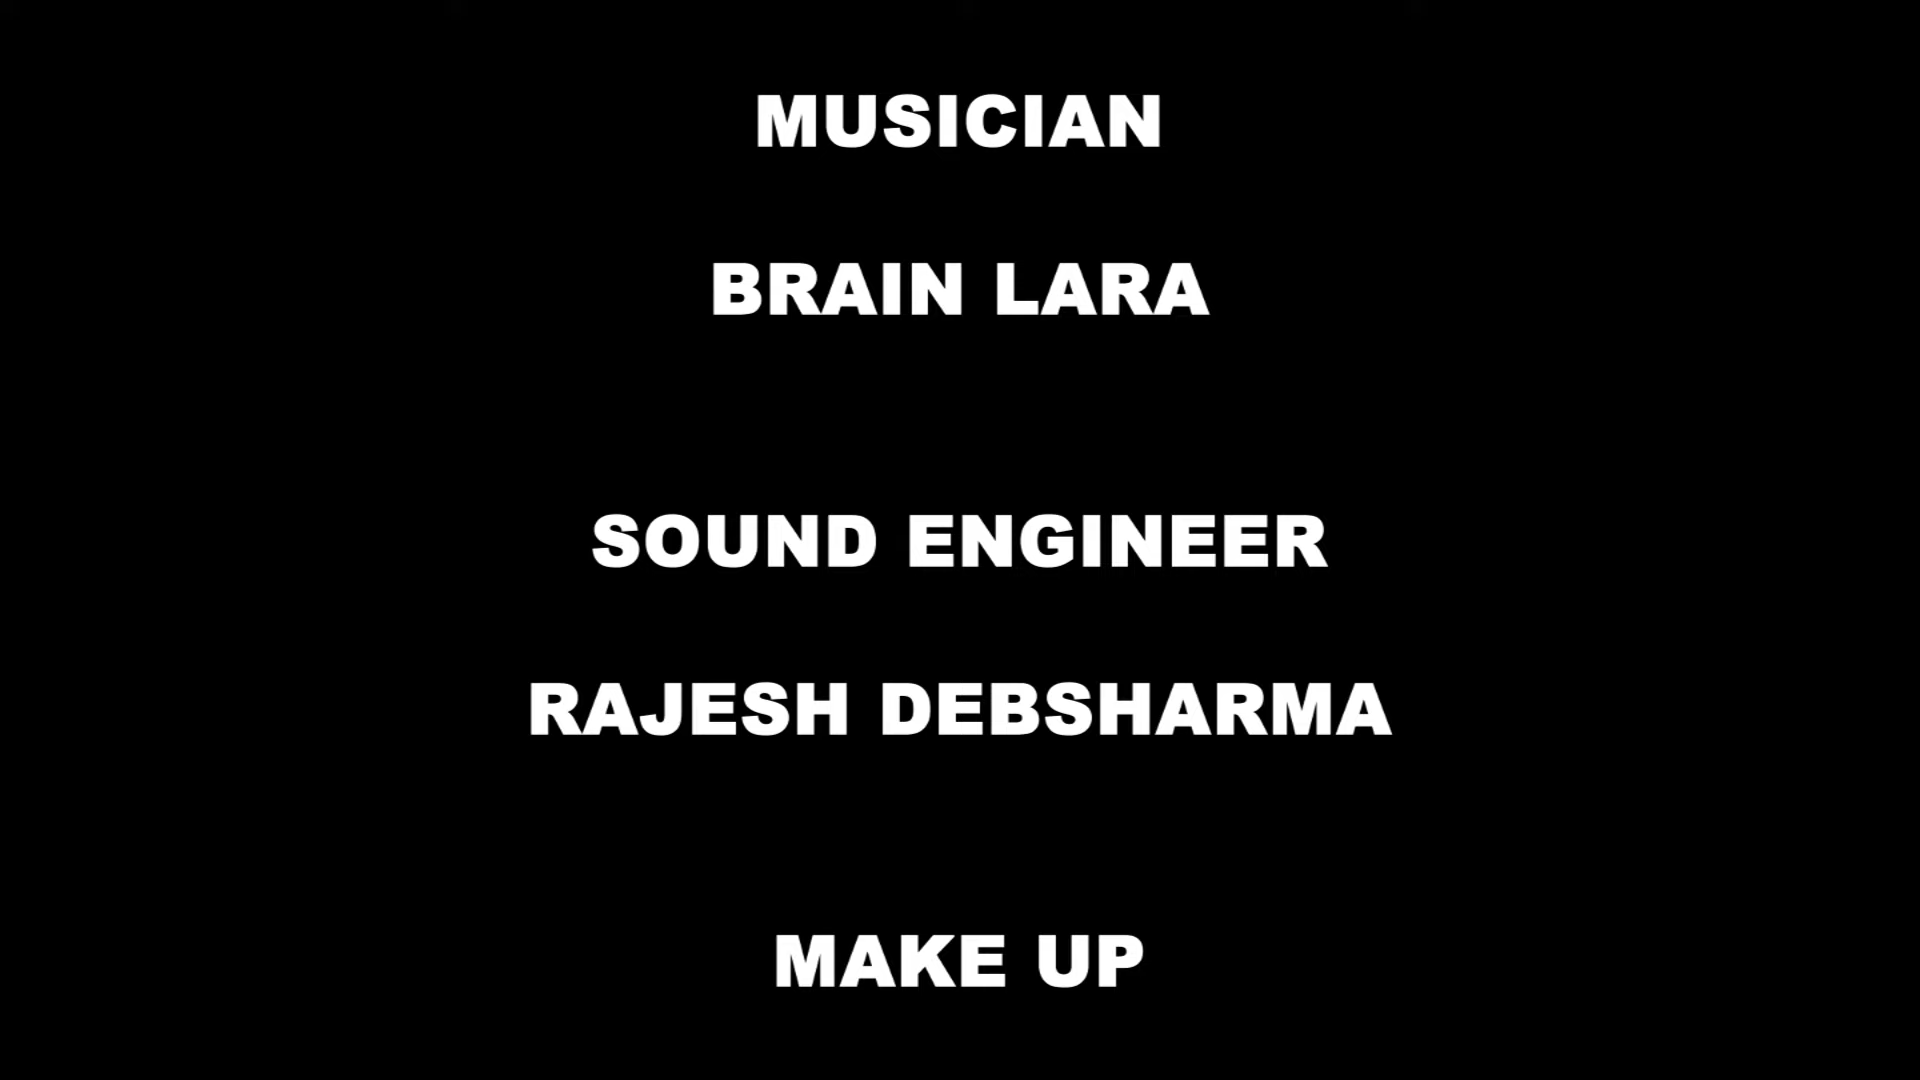 MUSICIAN
BRAIN LARA
SOUND ENGINEER
RAJESH DEBSHARMA
MAKE UP